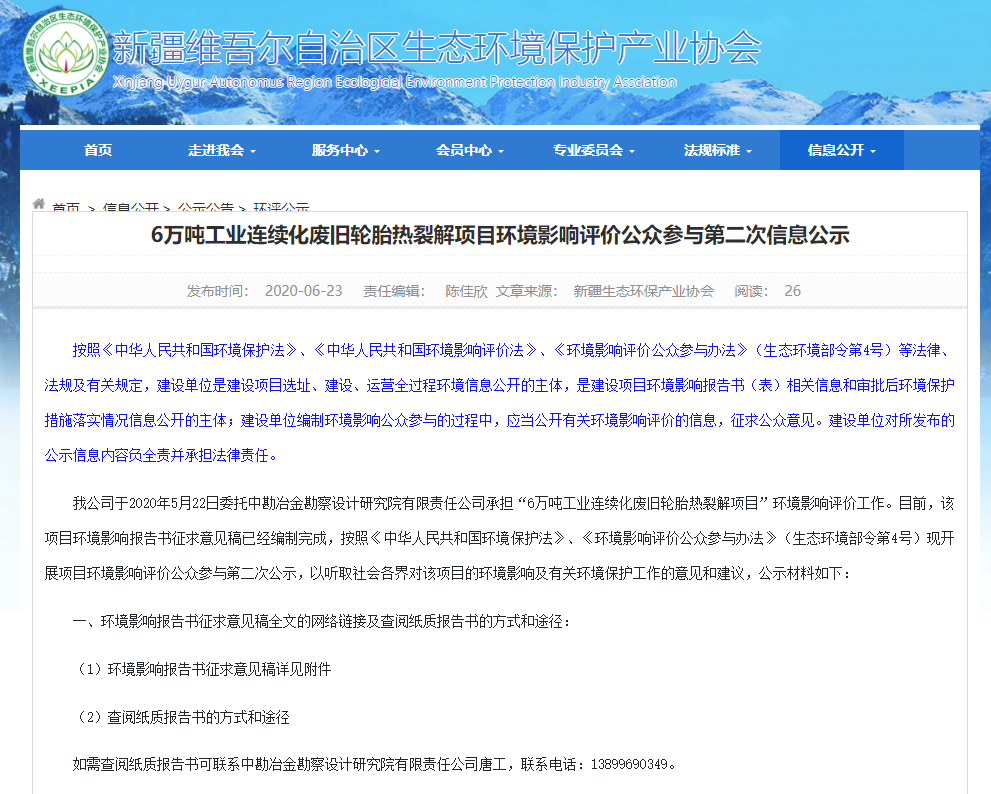 新疆维吾尔自治区生态环境保护产业协会
XEEPIA
新疆维吾尔自治区生态环境保护产业协会
Xinjiang Uygur Autonomus Region Ecologicial Environment Protection Industry Assciation
首页 走进我会 服务中心 会员中心 专业委员会 法规标准 信息公开
首页 > 信息公开 > 公示公告 > 环评公示
6万吨工业连续化废旧轮胎热裂解项目环境影响评价公众参与第二次信息公示
发布时间： 2020-06-23 责任编辑： 陈佳欣 文章来源： 新疆生态环保产业协会 阅读： 26
按照《中华人民共和国环境保护法》、《中华人民共和国环境影响评价法》、《环境影响评价公众参与办法》（生态环境部令第4号）等法律、
法规及有关规定，建设单位是建设项目选址、建设、运营全过程环境信息公开的主体，是建设项目环境影响报告书（表）相关信息和审批后环境保护
措施落实情况信息公开的主体；建设单位编制环境影响公众参与的过程中，应当公开有关环境影响评价的信息，征求公众意见。建设单位对所发布的
公示信息内容负全责并承担法律责任。
我公司于2020年5月22日委托中勘冶金勘察设计研究院有限责任公司承担“6万吨工业连续化废旧轮胎热裂解项目”环境影响评价工作。目前，该
项目环境影响报告书征求意见稿已经编制完成，按照《中华人民共和国环境保护法》、《环境影响评价公众参与办法》（生态环境部令第4号）现开
展项目环境影响评价公众参与第二次公示，以听取社会各界对该项目的环境影响及有关环境保护工作的意见和建议，公示材料如下：
一、环境影响报告书征求意见稿全文的网络链接及查阅纸质报告书的方式和途径：
（1）环境影响报告书征求意见稿详见附件
（2）查阅纸质报告书的方式和途径
如需查阅纸质报告书可联系中勘冶金勘察设计研究院有限责任公司唐工，联系电话：13899690349。